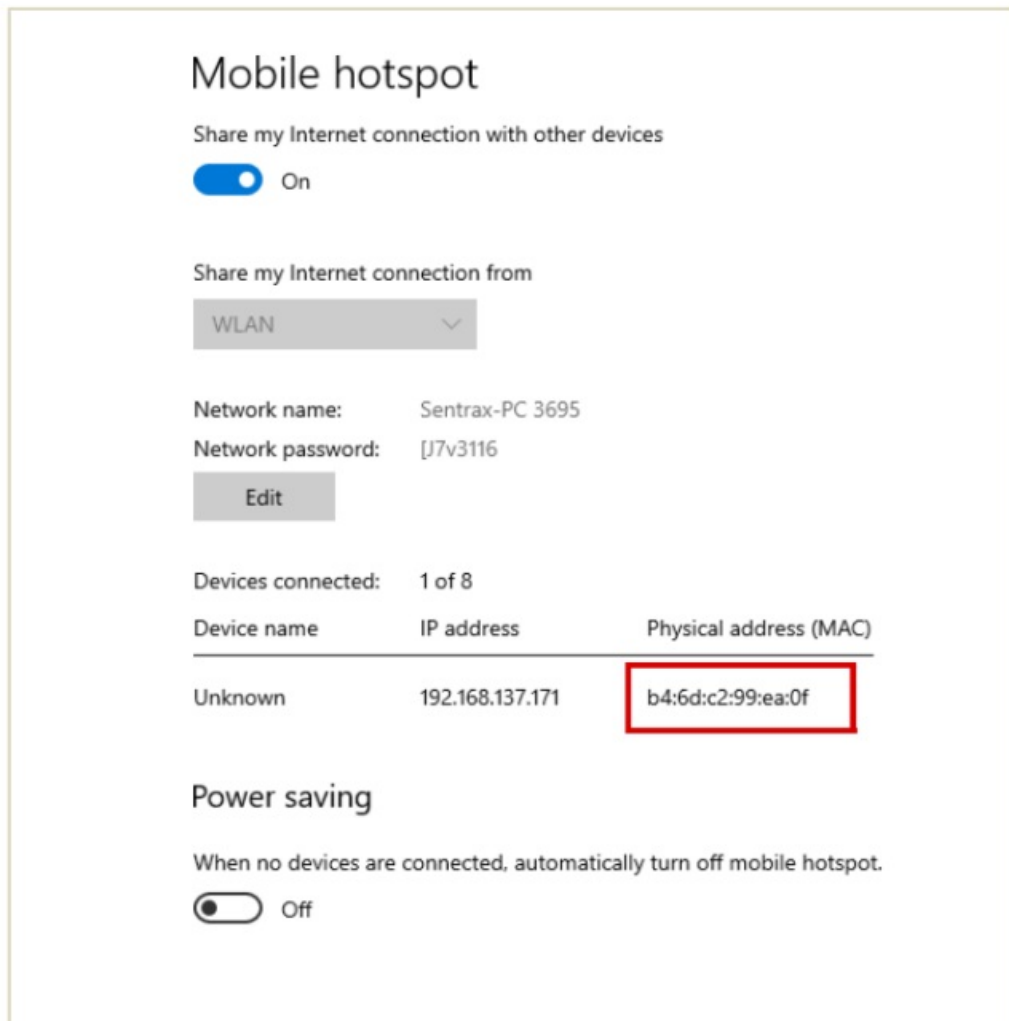 Mobile hotspot
Share my Internet connection with other devices
On
Share my Internet connection from
WLAN
Network name: Sentrax-PC 3695
Network password: [J7v3116
Edit
Devices connected: 1 of 8
Device name IP address Physical address (MAC)
Unknown 192.168.137.171 b4:6d:c2:99:ea:0f
Power saving
When no devices are connected, automatically turn off mobile hotspot.
Off